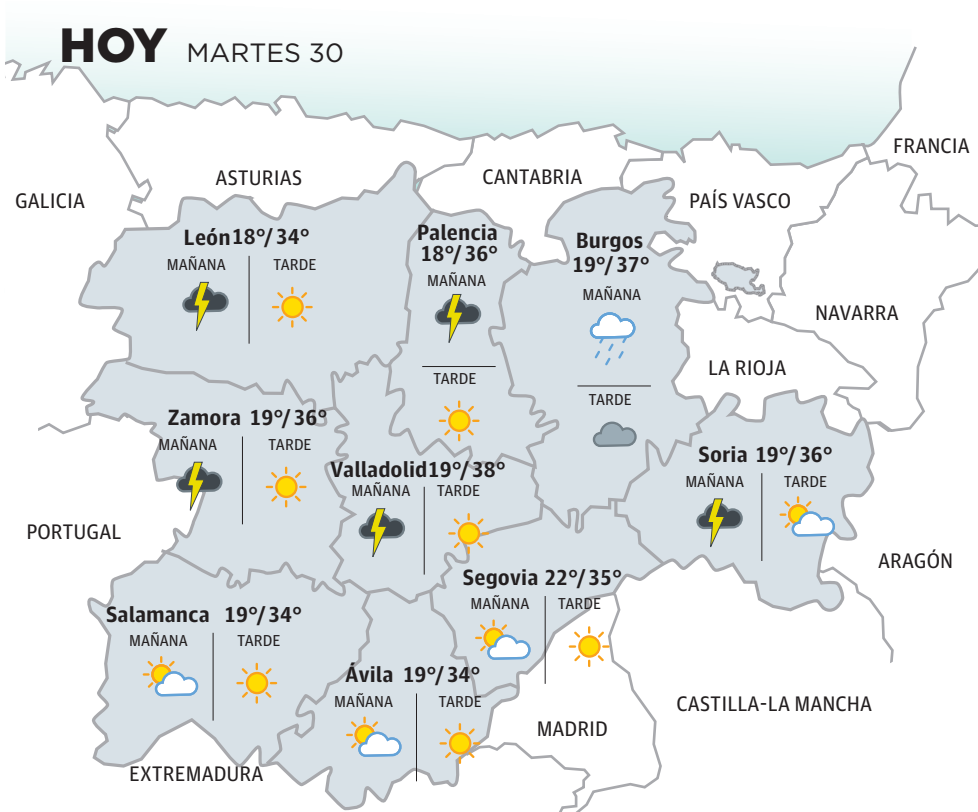 HOY MARTES 30
FRANCIA
ASTURIAS
CANTABRIA
GALICIA
PAÍS VASCO
León 18°/34°
MAÑANA TARDE
Palencia
18°/36°
MAÑANA
TARDE
Burgos
19°/37°
MAÑANA
TARDE
NAVARRA
LA RIOJA
Zamora 19°/36°
MAÑANA TARDE
Valladolid 19°/38°
MAÑANA TARDE
Soria 19°/36°
MAÑANA TARDE
PORTUGAL
ARAGÓN
Segovia 22°/35°
MAÑANA TARDE
Salamanca 19°/34°
MAÑANA TARDE
Ávila 19°/34°
MAÑANA TARDE
CASTILLA-LA MANCHA
MADRID
EXTREMADURA